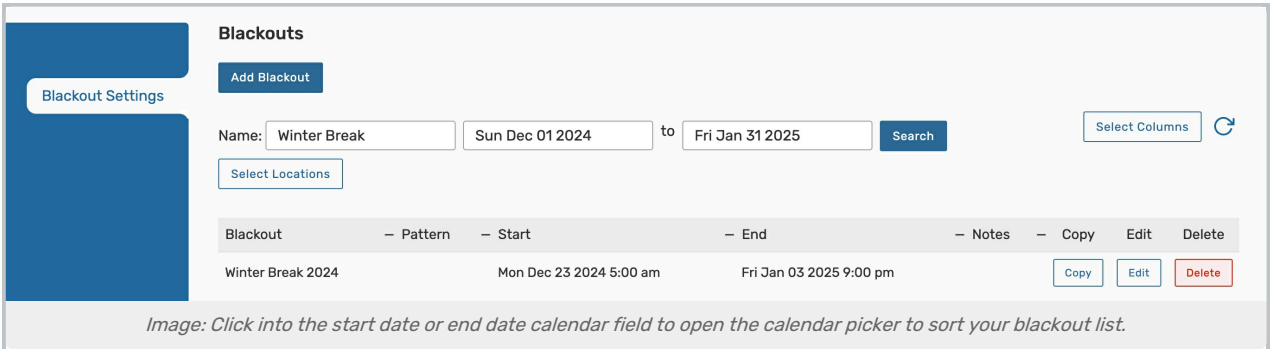 Blackouts
Add Blackout
Blackout Settings
Name: Winter Break Sun Dec 01 2024 to Fri Jan 31 2025 Search Select Columns
Select Locations
Blackout — Pattern — Start — End — Notes — Copy Edit Delete
Winter Break 2024 Mon Dec 23 2024 5:00 am Fri Jan 03 2025 9:00 pm Copy Edit Delete
Image: Click into the start date or end date calendar field to open the calendar picker to sort your blackout list.